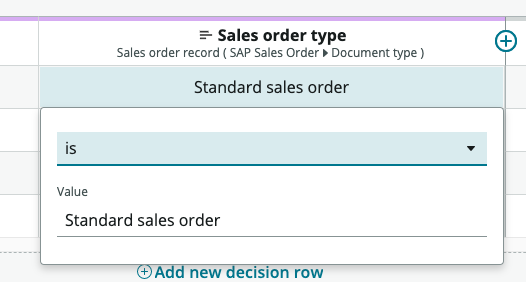 Sales order type
Sales order record ( SAP Sales Order ▸ Document type )
Standard sales order
is
Value
Standard sales order
Add new decision row